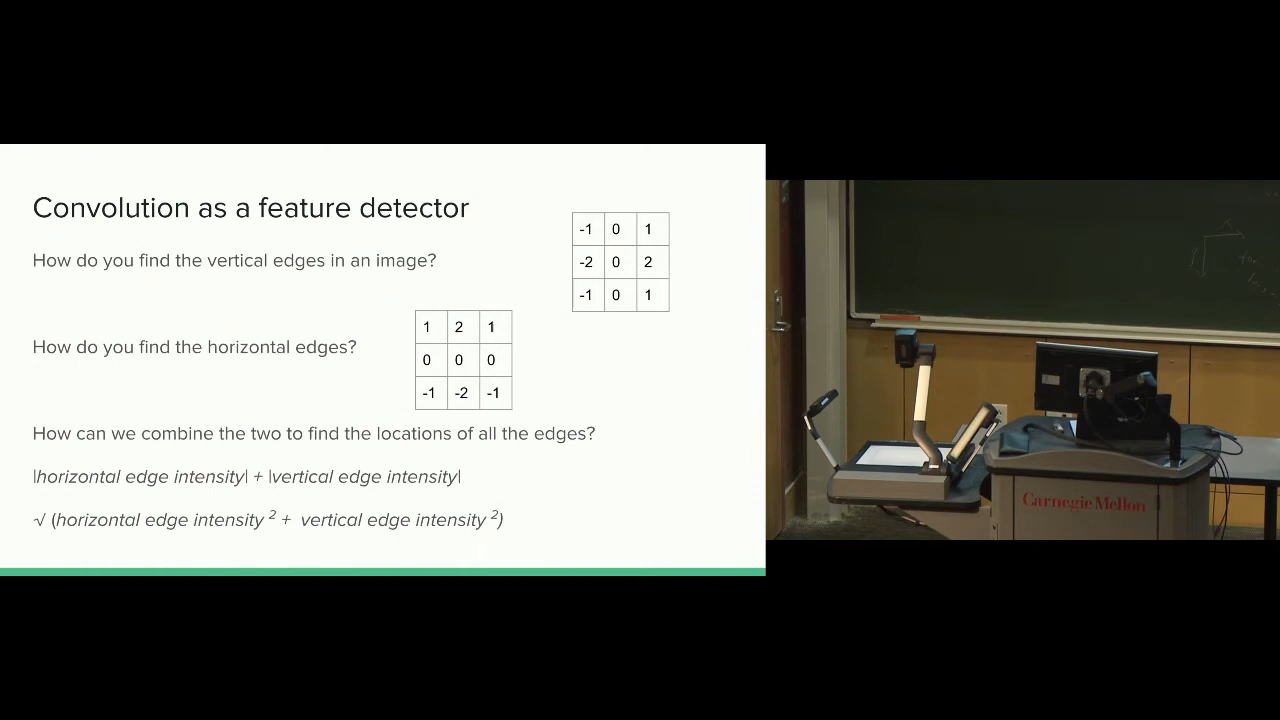 Convolution as a feature detector
How do you find the vertical edges in an image?
-1 0 1
-2 0 2
-1 0 1
How do you find the horizontal edges?
1 2 1
0 0 0
-1 -2 -1
How can we combine the two to find the locations of all the edges?
|horizontal edge intensity| + |vertical edge intensity|
√ (horizontal edge intensity ² + vertical edge intensity ²)
Carnegie Mellon